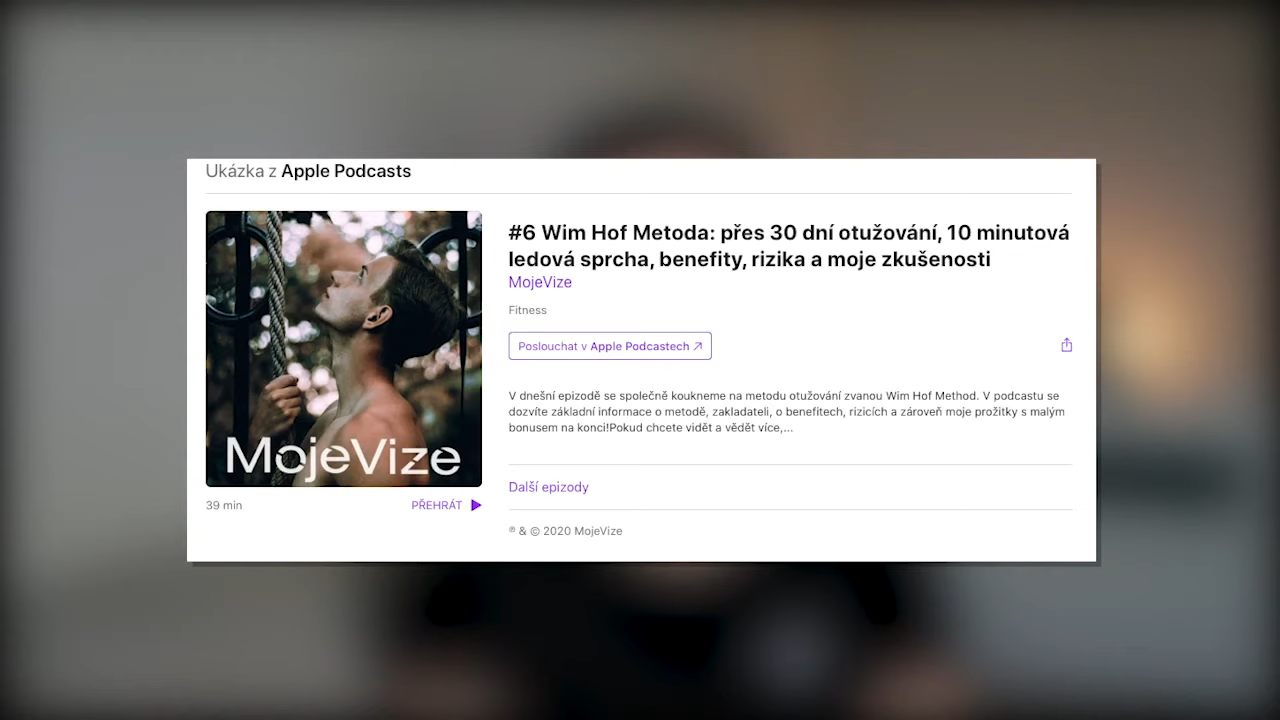 Ukázka z Apple Podcasts
#6 Wim Hof Metoda: přes 30 dní otužování, 10 minutová
ledová sprcha, benefity, rizika a moje zkušenosti
MojeVize
Fitness
Poslouchat v Apple Podcastech ↗
V dnešní epizodě se společně koukneme na metodu otužování zvanou Wim Hof Method. V podcastu se
dozvíte základní informace o metodě, zakladateli, o benefitech, rizicích a zároveň moje prožitky s malým
bonusem na konci!Pokud chcete vidět a vědět více,...
MojeVize
39 min
PŘEHRÁT
Další epizody
℗ & © 2020 MojeVize